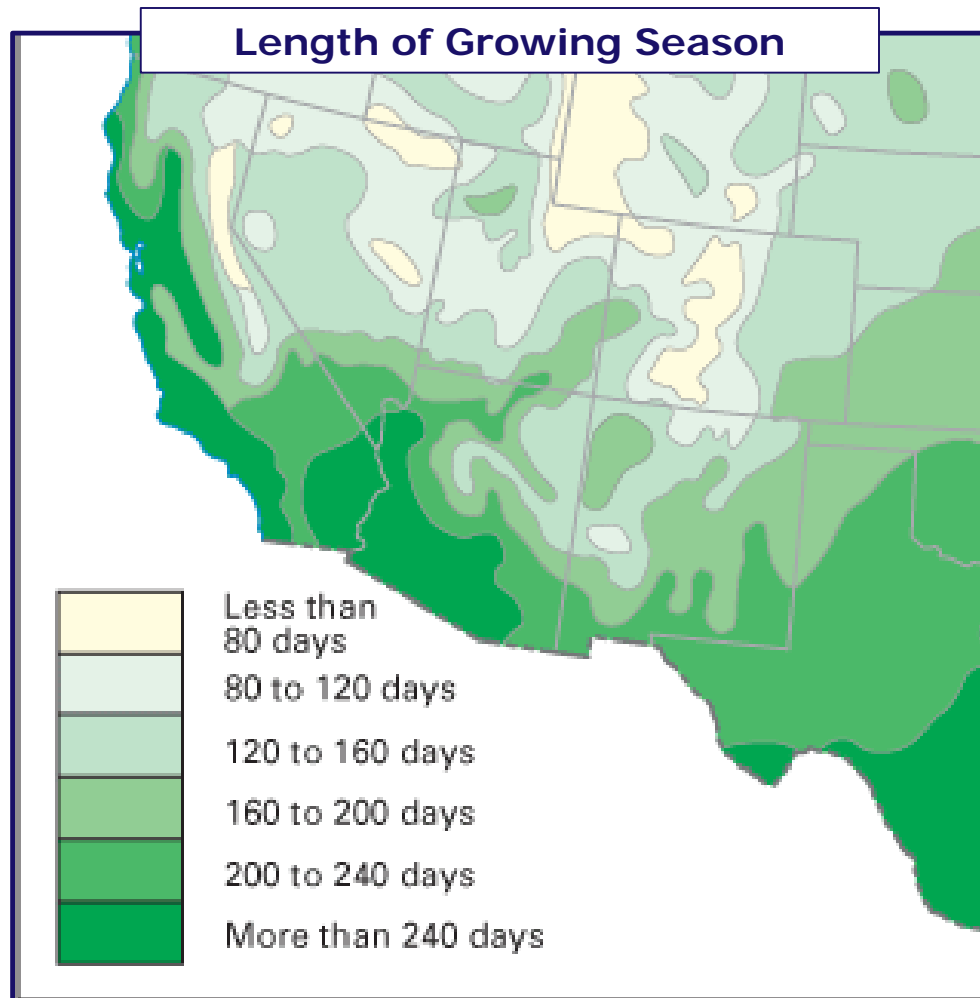 Length of Growing Season
Less than
80 days
80 to 120 days
120 to 160 days
160 to 200 days
200 to 240 days
More than 240 days